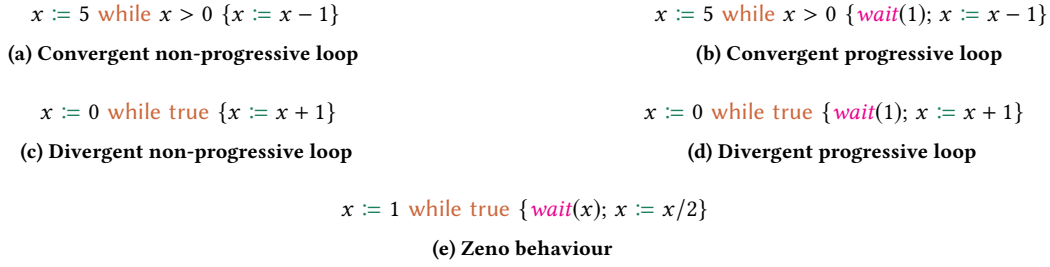 x := 5 while x > 0 {x := x − 1}
x := 5 while x > 0 {wait(1); x := x − 1}
(a) Convergent non-progressive loop
(b) Convergent progressive loop
x := 0 while true {x := x + 1}
x := 0 while true {wait(1); x := x + 1}
(c) Divergent non-progressive loop
(d) Divergent progressive loop
x := 1 while true {wait(x); x := x/2}
(e) Zeno behaviour